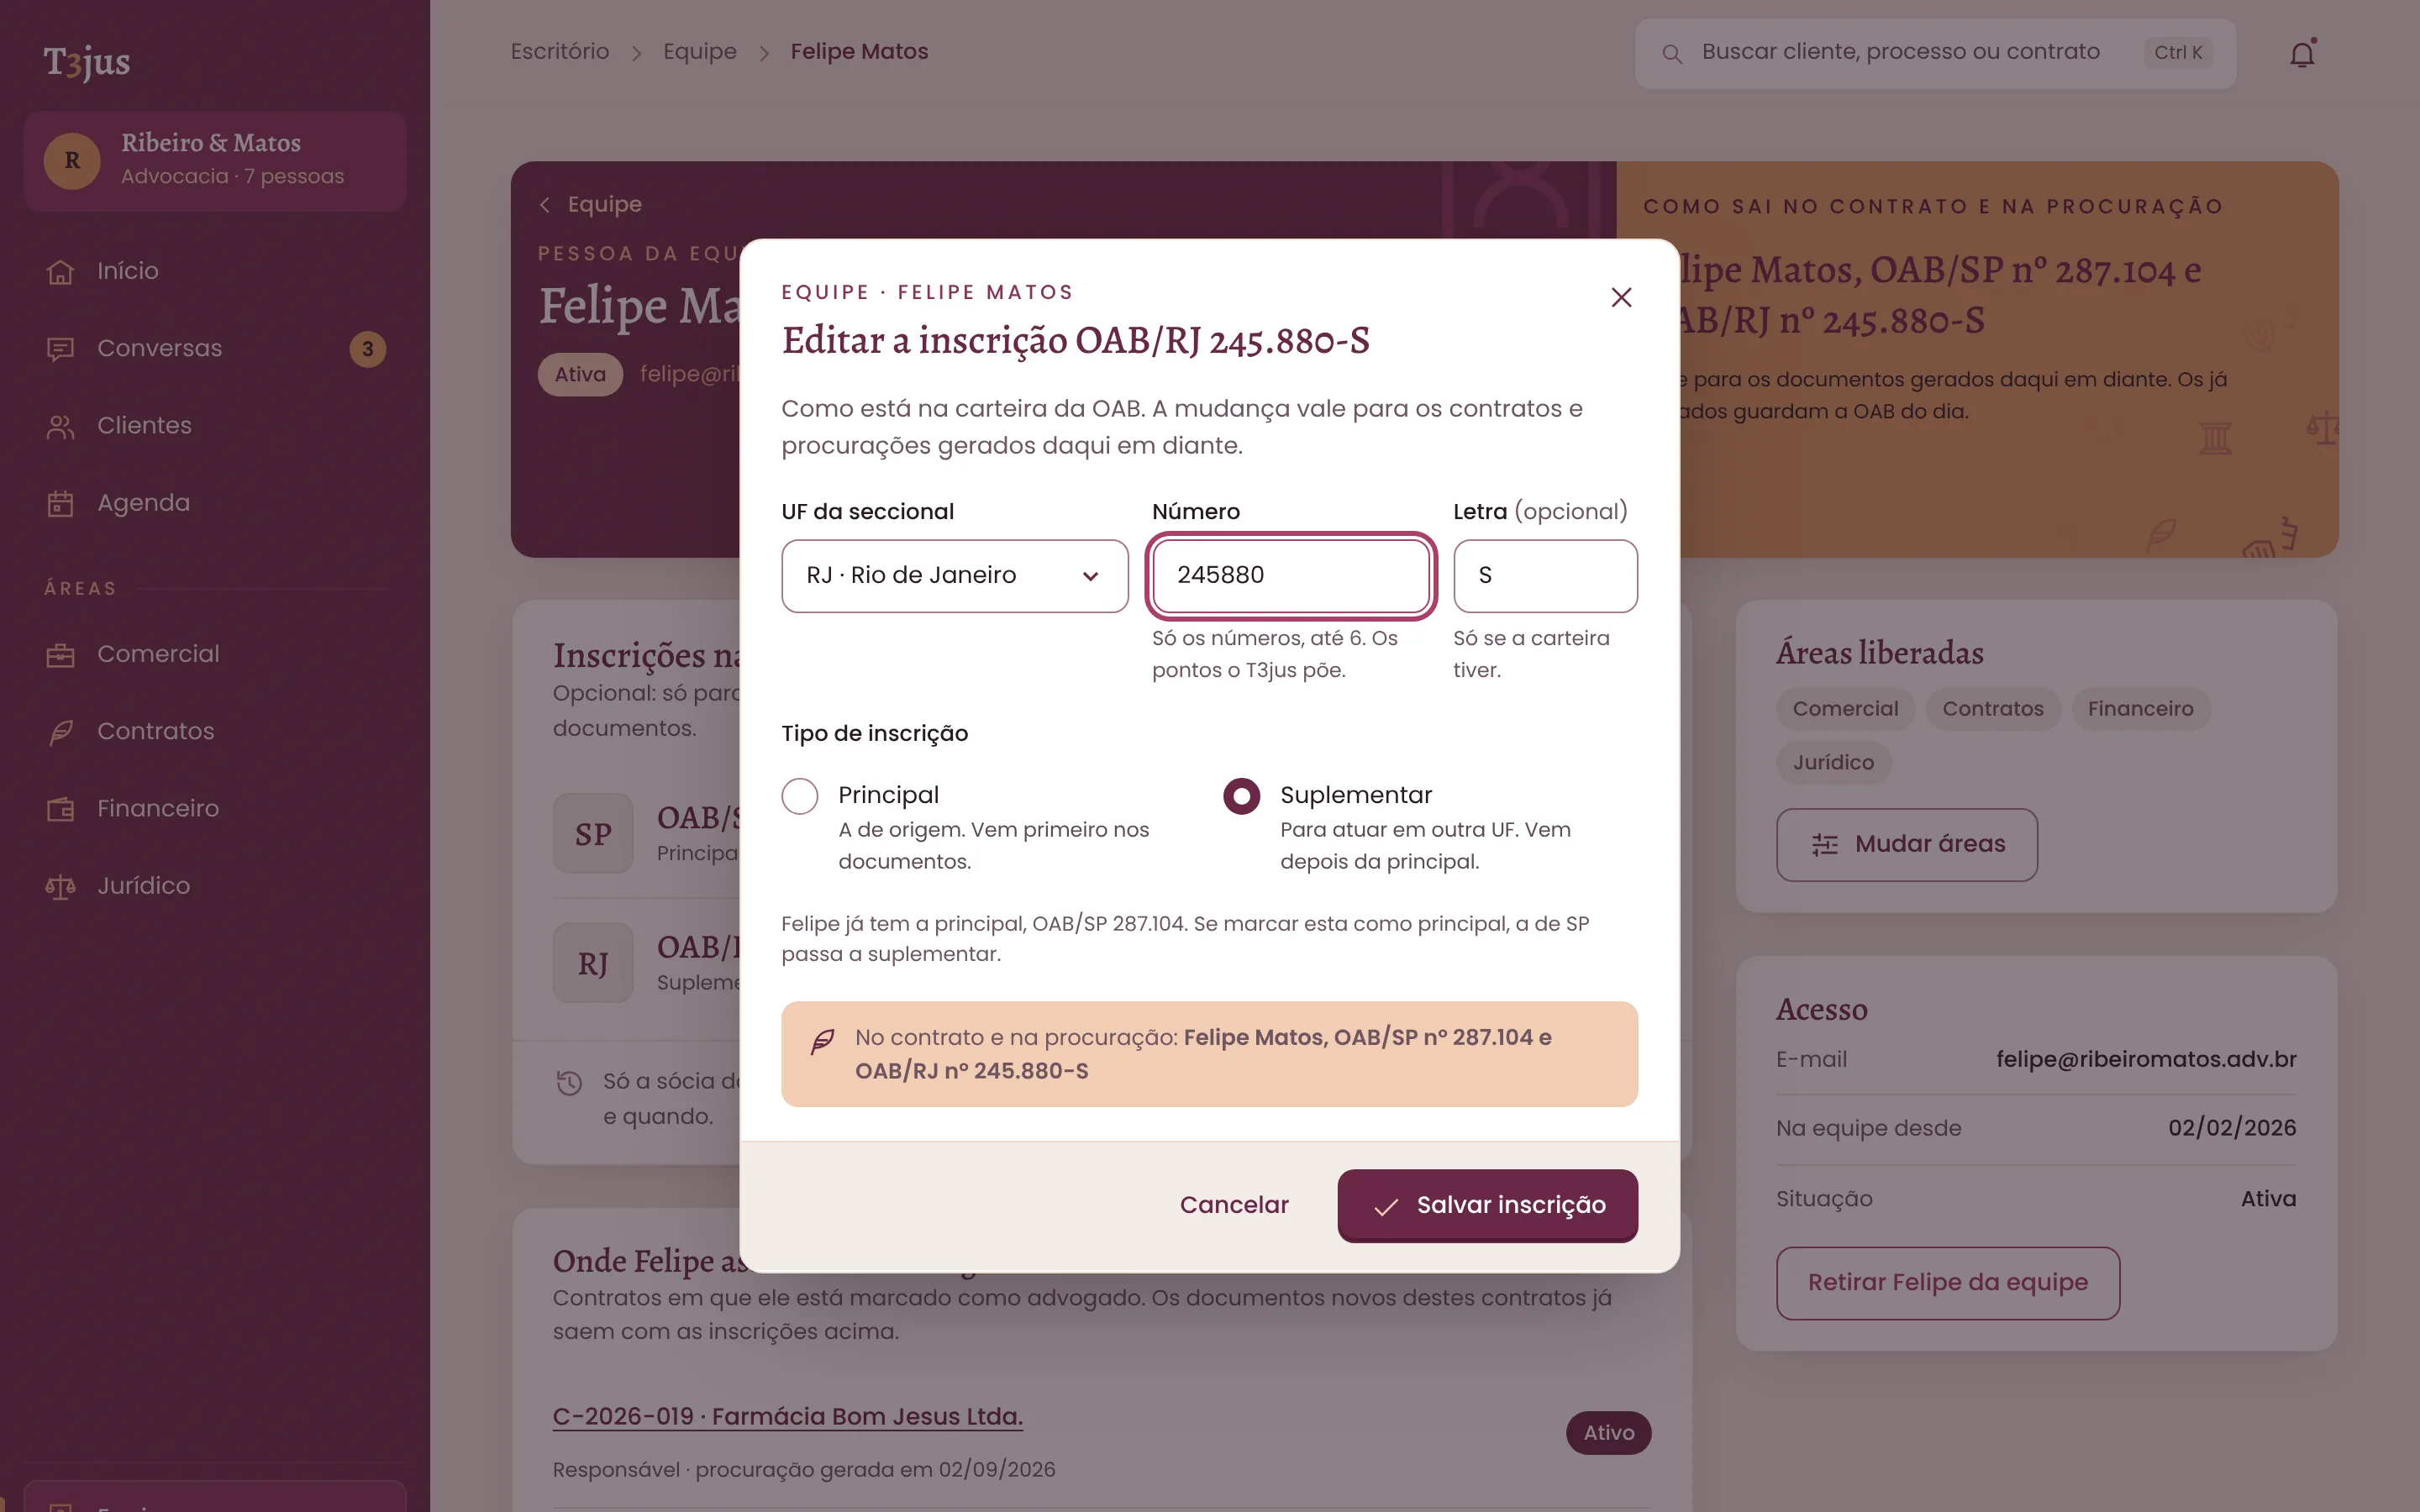 T3jus
Ribeiro & Matos
R
Advocacia · 7 pessoas
Início
Conversas
3
Clientes
Agenda
ÁREAS
Comercial
Contratos
Financeiro
Jurídico
Escritório
Equipe
Felipe Matos
Buscar cliente, processo ou contrato
Ctrl K
Equipe
PESSOA DA EQU
Felipe Ma
Ativa
felipe@ri
COMO SAI NO CONTRATO E NA PROCURAÇÃO
lipe Matos, OAB/SP nº 287.104 e
AB/RJ nº 245.880-S
e para os documentos gerados daqui em diante. Os já
ados guardam a OAB do dia.
EQUIPE · FELIPE MATOS
Editar a inscrição OAB/RJ 245.880-S
Como está na carteira da OAB. A mudança vale para os contratos e
procurações gerados daqui em diante.
UF da seccional
Número
Letra (opcional)
RJ · Rio de Janeiro
245880
S
Só os números, até 6. Os
pontos o T3jus põe.
Só se a carteira
tiver.
Tipo de inscrição
Principal
A de origem. Vem primeiro nos
documentos.
Suplementar
Para atuar em outra UF. Vem
depois da principal.
Felipe já tem a principal, OAB/SP 287.104. Se marcar esta como principal, a de SP
passa a suplementar.
No contrato e na procuração: Felipe Matos, OAB/SP nº 287.104 e
OAB/RJ nº 245.880-S
Cancelar
Salvar inscrição
Inscrições na
Opcional: só para
documentos.
SP
OAB/S
Principa
RJ
OAB/
Supleme
Só a sócia d
e quando.
Onde Felipe as
Contratos em que ele está marcado como advogado. Os documentos novos destes contratos já
saem com as inscrições acima.
C-2026-019 · Farmácia Bom Jesus Ltda.
Ativo
Responsável · procuração gerada em 02/09/2026
Áreas liberadas
Comercial
Contratos
Financeiro
Jurídico
Mudar áreas
Acesso
E-mail
felipe@ribeiromatos.adv.br
Na equipe desde
02/02/2026
Situação
Ativa
Retirar Felipe da equipe